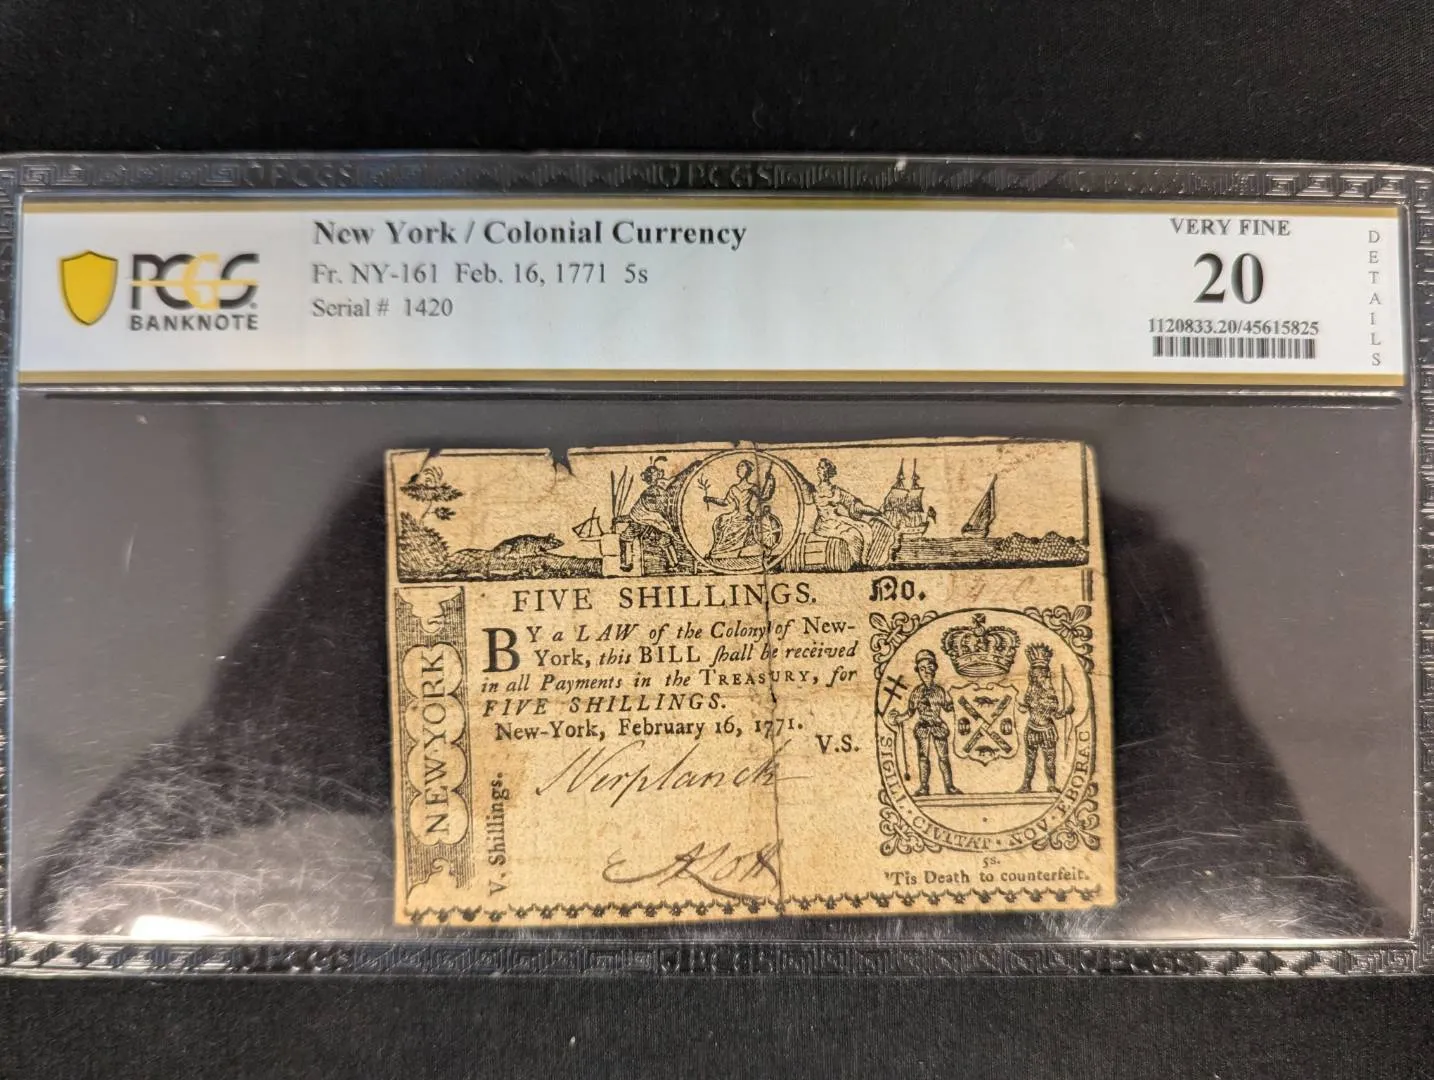 PCGS
BANKNOTE
New York / Colonial Currency
Fr. NY-161 Feb. 16, 1771 5s
Serial # 1420
VERY FINE
20
1120833.20/45615825
DETAILS
FIVE SHILLINGS.
No. 1420
BY a LAW of the Colony of New-
York, this BILL ſhall be received
in all Payments in the TREASURY, for
FIVE SHILLINGS.
New-York, February 16, 1771.
V.S.
NEW-YORK
V. Shillings.
Verplanck
ALott
SIGILL. CIVITAT. NOV. EBORAC
5s.
'Tis Death to counterfeit.